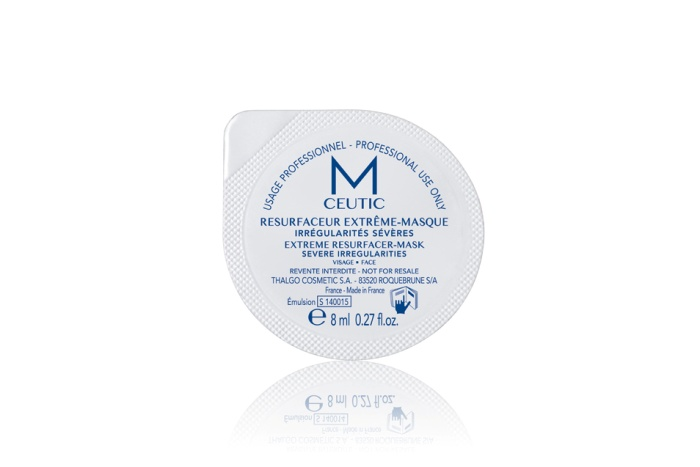 USAGE PROFESSIONNEL - PROFESSIONAL USE ONLY
M
CEUTIC
RESURFACEUR EXTRÊME-MASQUE
IRRÉGULARITÉS SÉVÈRES
EXTREME RESURFACER-MASK
SEVERE IRREGULARITIES
VISAGE • FACE
REVENTE INTERDITE - NOT FOR RESALE
THALGO COSMETIC S.A. - 83520 ROQUEBRUNE S/A
France - Made in France
Émulsion S 140015
e 8 ml 0.27 fl.oz.